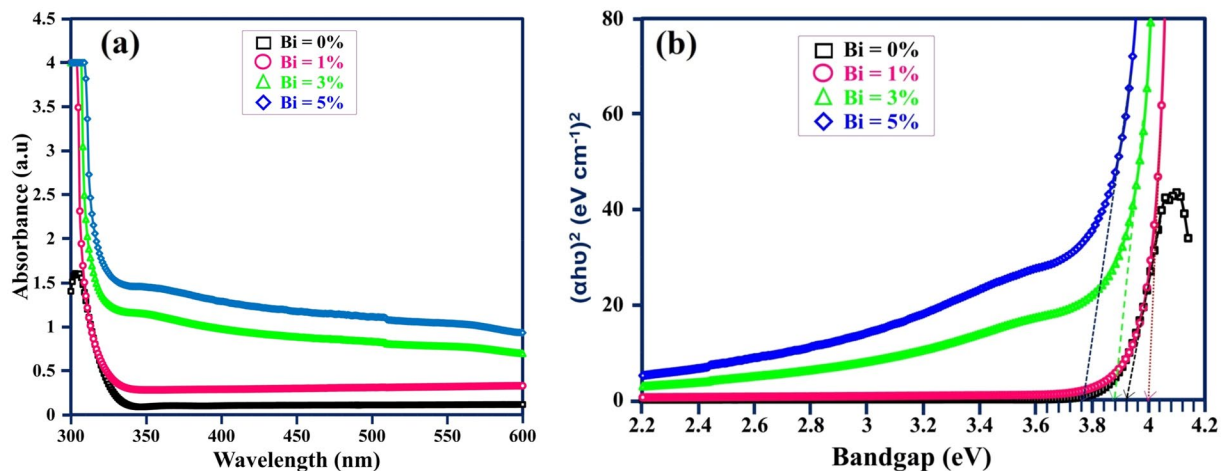 (a)
Bi = 0%
Bi = 1%
Bi = 3%
Bi = 5%
Absorbance (a.u)
4.5
4
3.5
3
2.5
2
1.5
1
0.5
0
300
350
400
450
500
550
600
Wavelength (nm)
(b)
Bi = 0%
Bi = 1%
Bi = 3%
Bi = 5%
(αhυ)² (eV cm⁻¹)²
80
60
40
20
0
2.2
2.4
2.6
2.8
3
3.2
3.4
3.6
3.8
4
4.2
Bandgap (eV)